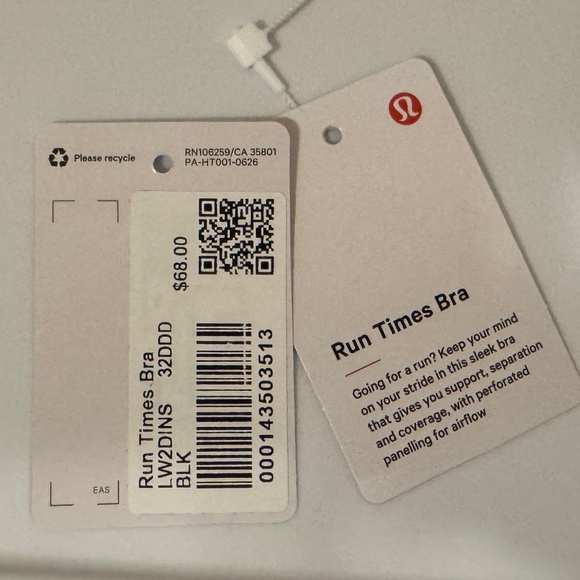 Please recycle
RN106259/CA 35801
PA-HT001-0626
$68.00
Run Times Bra
LW2DINS 32DDD
BLK
000143503513
EAS
Run Times Bra
Going for a run? Keep your mind
on your stride in this sleek bra
that gives you support, separation
and coverage, with perforated
panelling for airflow